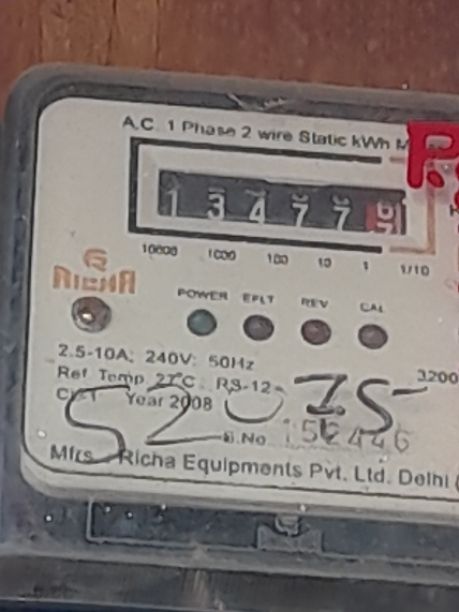 A.C. 1 Phase 2 wire Static kWh
1 3 4 7 7
10000 1000 100 10 1 1/10
RICHA
POWER EFLT REV CAL
2.5-10A; 240V; 50Hz
3200
Ref. Temp. 27°C RS-12-
Year 2008
S.No.
Mfrs. Richa Equipments Pvt. Ltd. Delhi